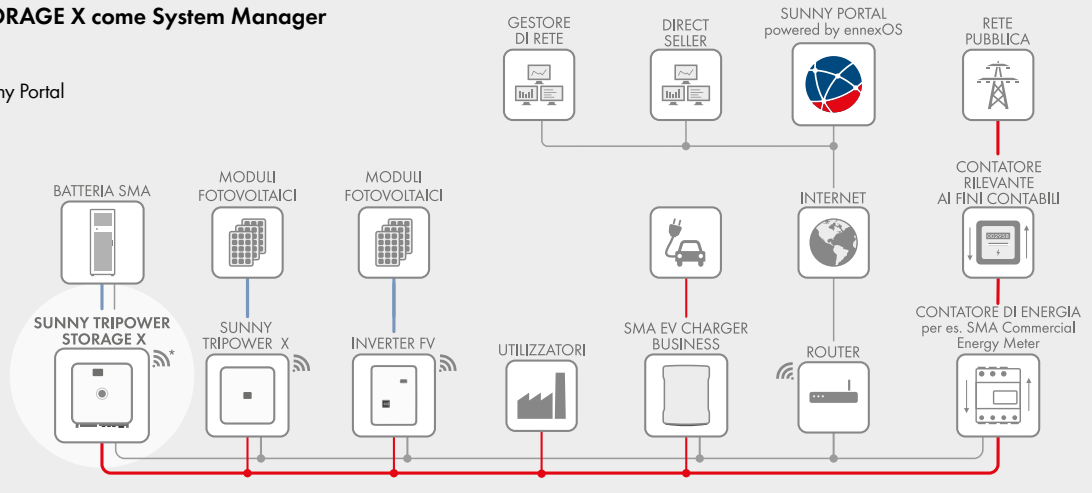 ORAGE X come System Manager
ny Portal
GESTORE
DI RETE
DIRECT
SELLER
SUNNY PORTAL
powered by ennexOS
RETE
PUBBLICA
BATTERIA SMA
MODULI
FOTOVOLTAICI
MODULI
FOTOVOLTAICI
INTERNET
CONTATORE
RILEVANTE
AI FINI CONTABILI
SUNNY TRIPOWER
STORAGE X
*
SUNNY
TRIPOWER X
INVERTER FV
UTILIZZATORI
SMA EV CHARGER
BUSINESS
ROUTER
CONTATORE DI ENERGIA
per es. SMA Commercial
Energy Meter